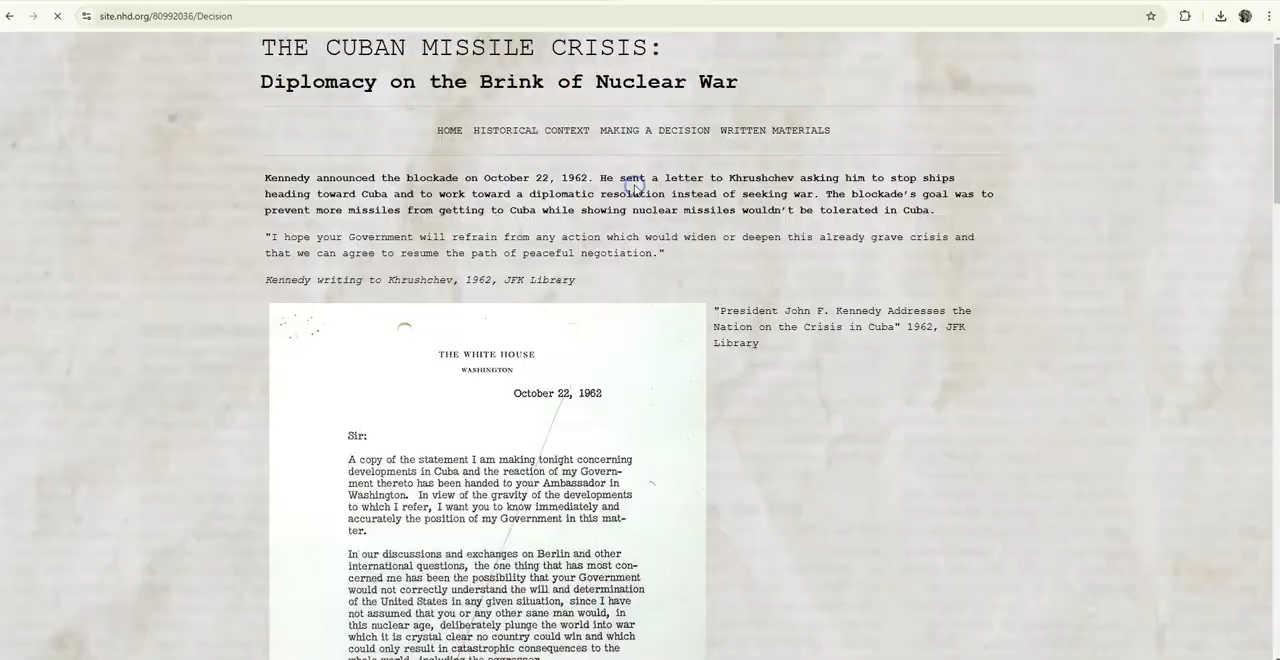 site.nhd.org/80992036/Decision
THE CUBAN MISSILE CRISIS:
Diplomacy on the Brink of Nuclear War
HOME HISTORICAL CONTEXT MAKING A DECISION WRITTEN MATERIALS
Kennedy announced the blockade on October 22, 1962. He sent a letter to Khrushchev asking him to stop ships
heading toward Cuba and to work toward a diplomatic resolution instead of seeking war. The blockade's goal was to
prevent more missiles from getting to Cuba while showing nuclear missiles wouldn't be tolerated in Cuba.
"I hope your Government will refrain from any action which would widen or deepen this already grave crisis and
that we can agree to resume the path of peaceful negotiation."
Kennedy writing to Khrushchev, 1962, JFK Library
THE WHITE HOUSE
WASHINGTON
October 22, 1962
Sir:
A copy of the statement I am making tonight concerning
developments in Cuba and the reaction of my Govern-
ment thereto has been handed to your Ambassador in
Washington. In view of the gravity of the developments
to which I refer, I want you to know immediately and
accurately the position of my Government in this mat-
ter.
In our discussions and exchanges on Berlin and other
international questions, the one thing that has most con-
cerned me has been the possibility that your Government
would not correctly understand the will and determination
of the United States in any given situation, since I have
not assumed that you or any other sane man would, in
this nuclear age, deliberately plunge the world into war
which it is crystal clear no country could win and which
could only result in catastrophic consequences to the
whole world, including the aggressor.
"President John F. Kennedy Addresses the
Nation on the Crisis in Cuba" 1962, JFK
Library